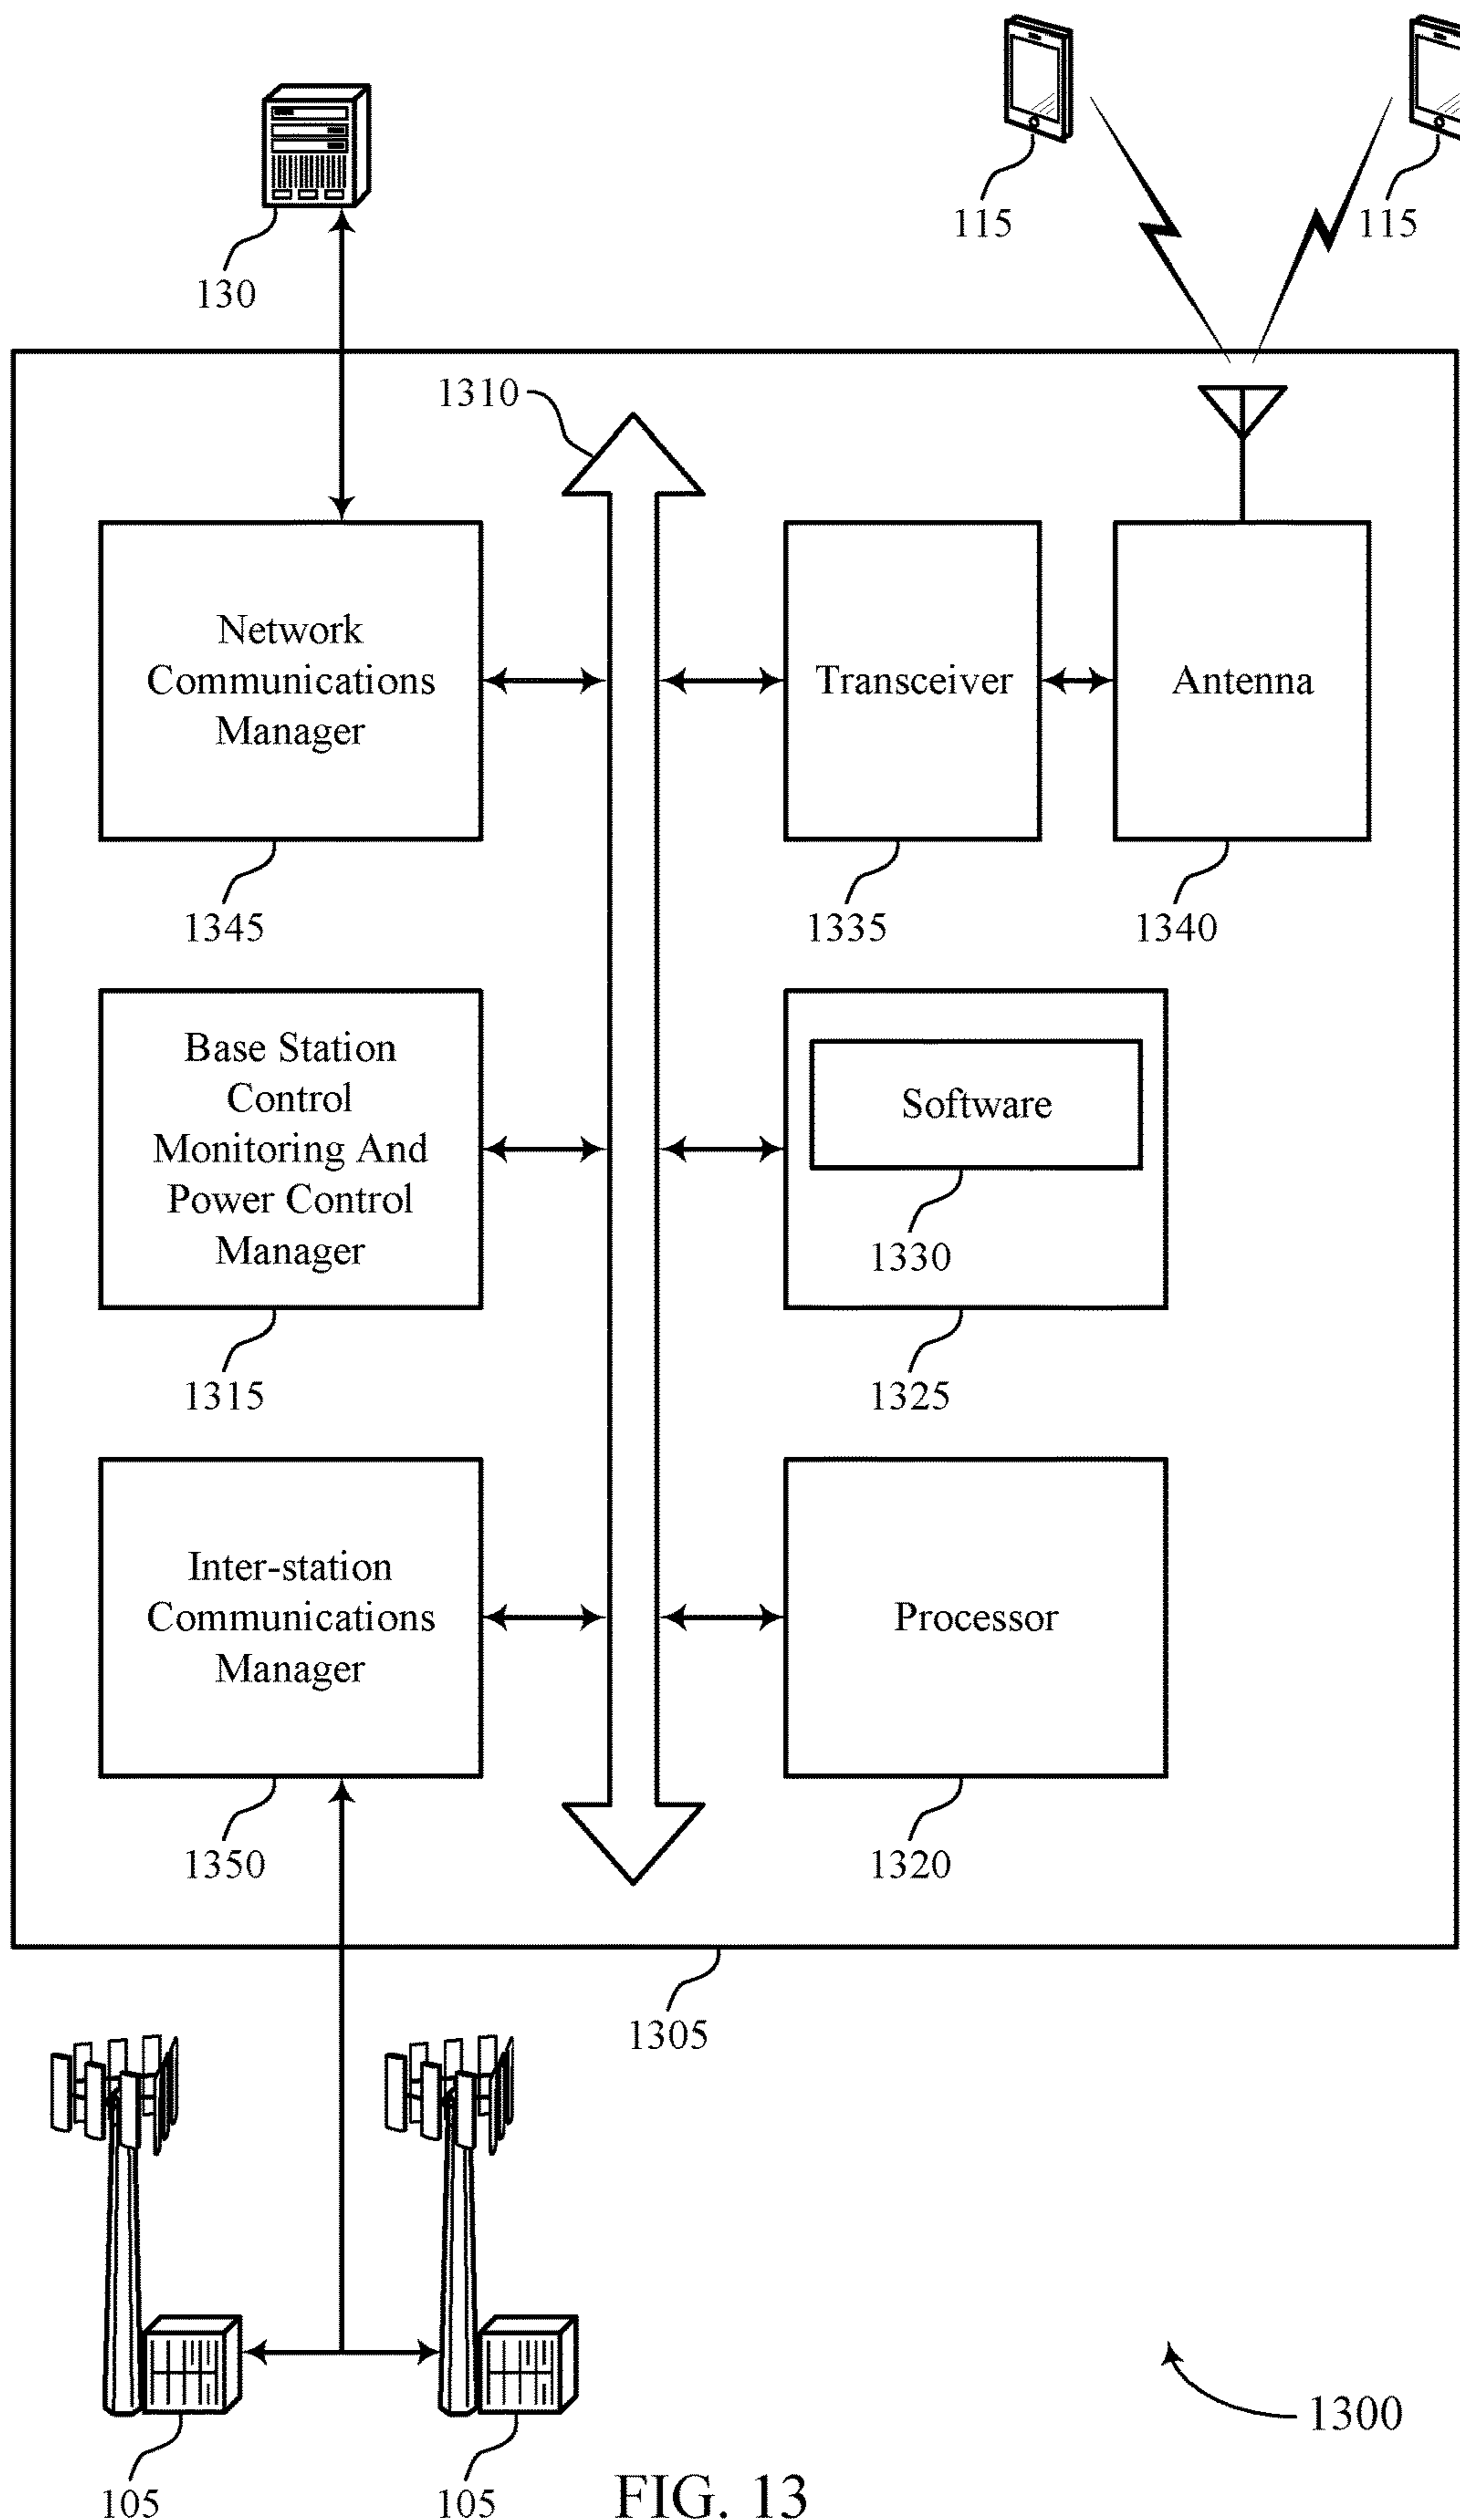 115
115
130
1310
Network
Communications
Manager
Transceiver
Antenna
1345
1335
1340
Base Station
Control
Monitoring And
Power Control
Manager
Software
1330
1315
1325
Inter-station
Communications
Manager
Processor
1350
1320
1305
1300
105
105
FIG. 13